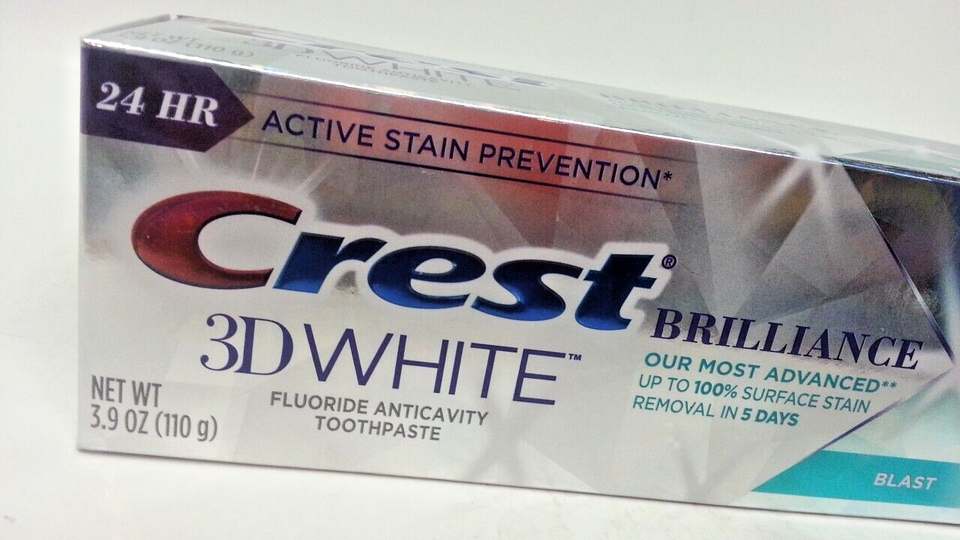 24 HR
ACTIVE STAIN PREVENTION*
Crest®
3D WHITE™
BRILLIANCE
OUR MOST ADVANCED**
UP TO 100% SURFACE STAIN
REMOVAL IN 5 DAYS
NET WT
3.9 OZ (110 g)
FLUORIDE ANTICAVITY
TOOTHPASTE
BLAST